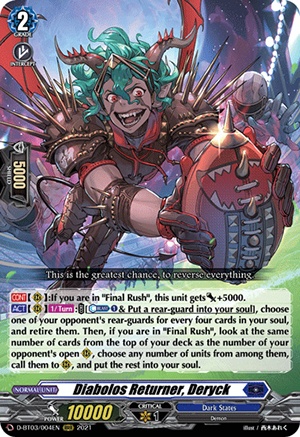 2
GRADE
INTERCEPT
5000
SHIELD
This is the greatest chance, to reverse everything.
CONT :If you are in "Final Rush", this unit gets +5000.
ACT 1/Turn : & Put a rear-guard into your soul, choose
one of your opponent's rear-guards for every four cards in your soul,
and retire them. Then, if you are in "Final Rush", look at the same
number of cards from the top of your deck as the number of your
opponent's open, choose any number of units from among them,
call them to , and put the rest into your soul.
NORMAL UNIT
Diabolos Returner, Deryck
POWER 10000
CRITICAL
1
Dark States
Demon
D-BT03/004EN RRR 2021